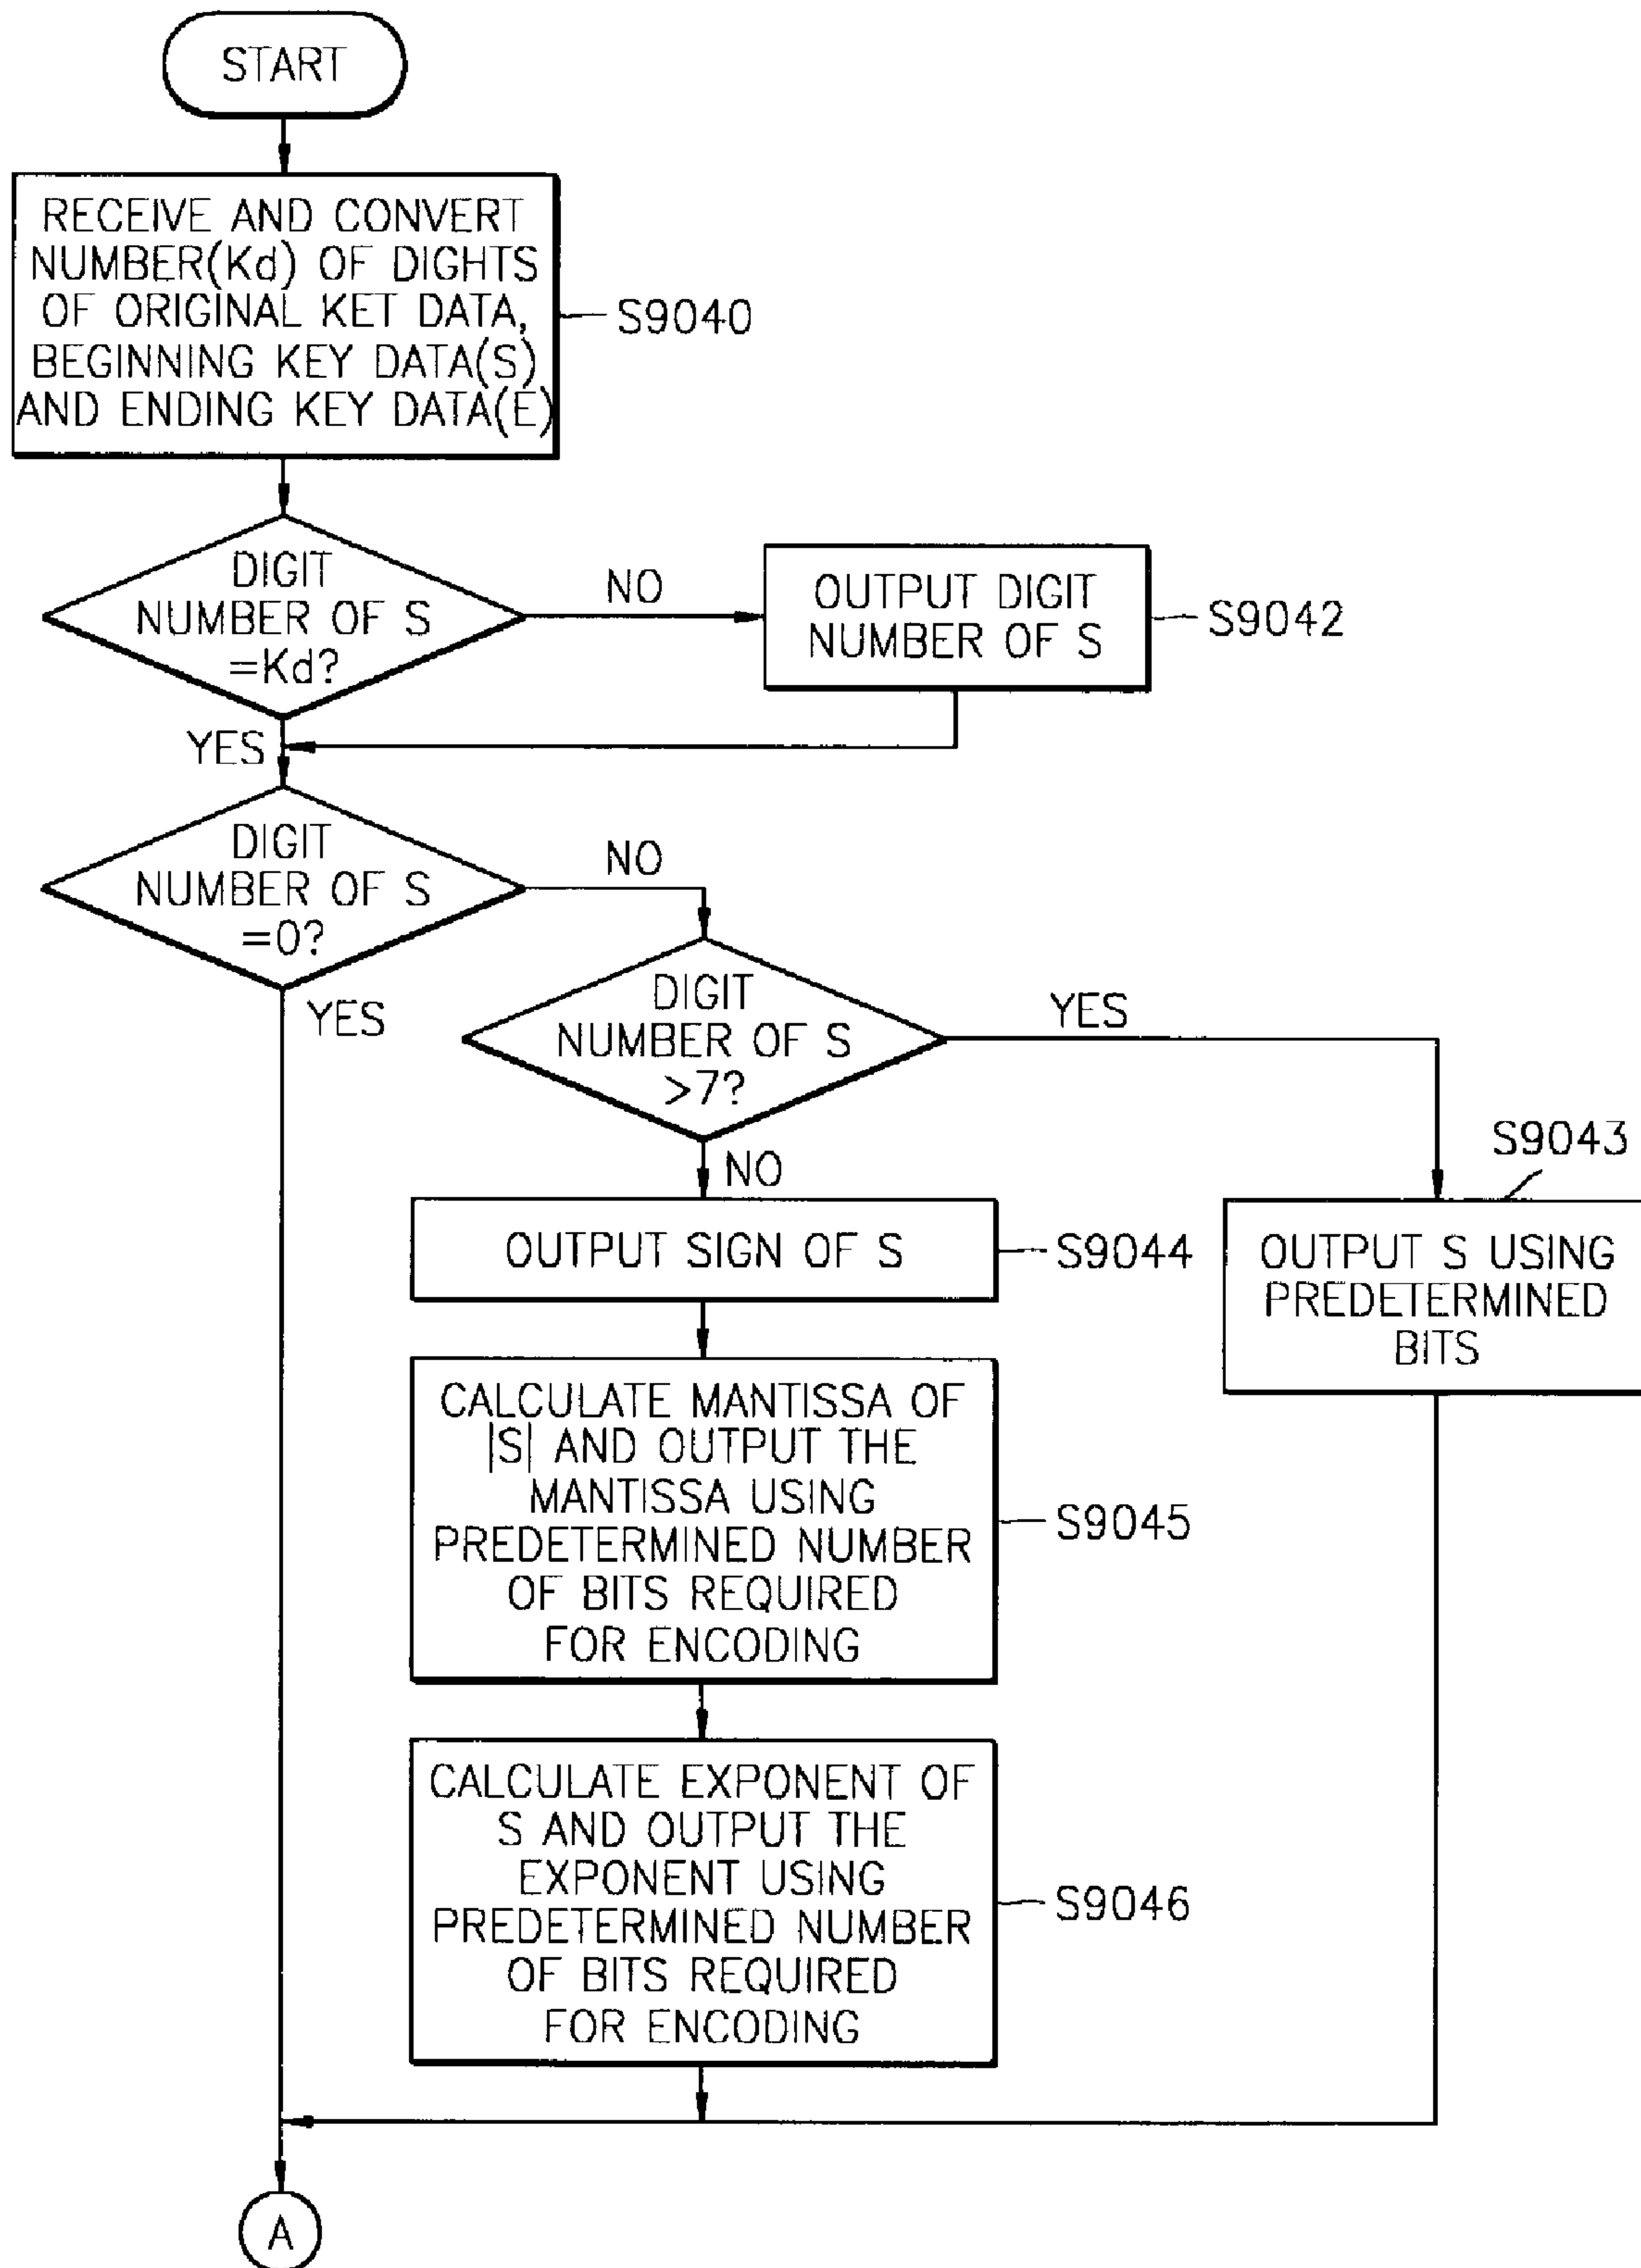 START
RECEIVE AND CONVERT
NUMBER(Kd) OF DIGHTS
OF ORIGINAL KET DATA,
BEGINNING KEY DATA(S)
AND ENDING KEY DATA(E)
S9040
DIGIT
NUMBER OF S
=Kd?
NO
OUTPUT DIGIT
NUMBER OF S
S9042
YES
DIGIT
NUMBER OF S
=0?
NO
YES
DIGIT
NUMBER OF S
>7?
YES
NO
S9043
OUTPUT S USING
PREDETERMINED
BITS
OUTPUT SIGN OF S
S9044
CALCULATE MANTISSA OF
|S| AND OUTPUT THE
MANTISSA USING
PREDETERMINED NUMBER
OF BITS REQUIRED
FOR ENCODING
S9045
CALCULATE EXPONENT OF
S AND OUTPUT THE
EXPONENT USING
PREDETERMINED NUMBER
OF BITS REQUIRED
FOR ENCODING
S9046
A